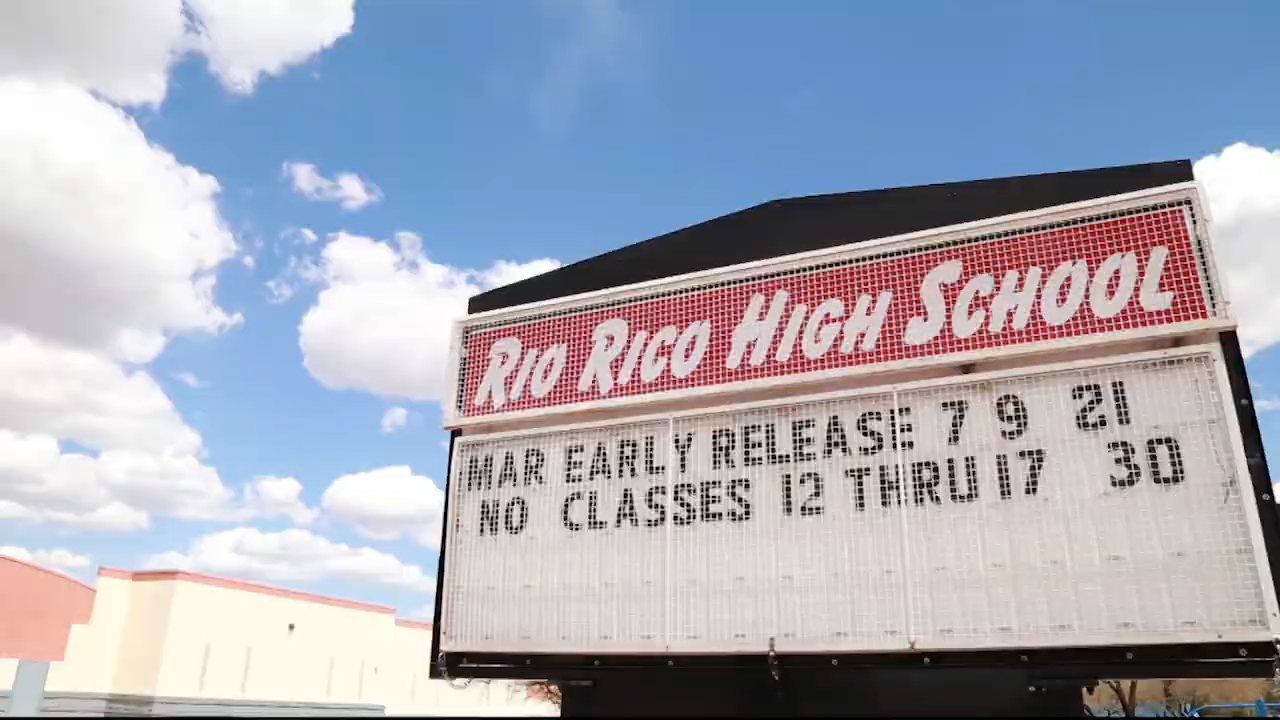 RIO RICO HIGH SCHOOL
MAR EARLY RELEASE 7 9 21
NO CLASSES 12 THRU 17 30